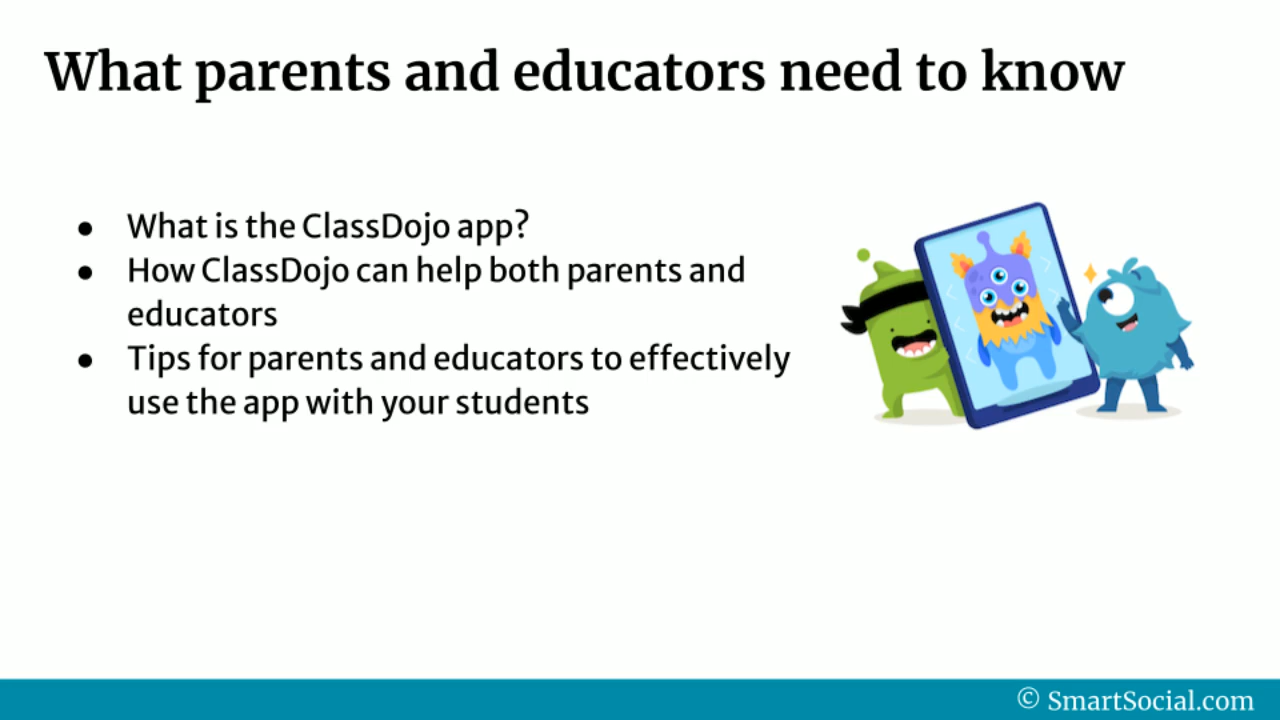 What parents and educators need to know
● What is the ClassDojo app?
● How ClassDojo can help both parents and
educators
● Tips for parents and educators to effectively
use the app with your students
© SmartSocial.com